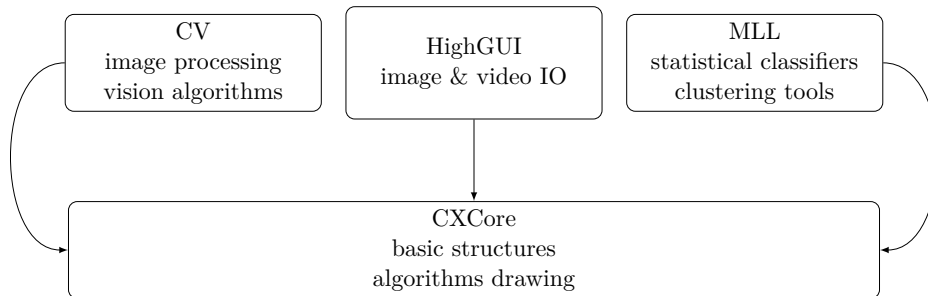 CV
image processing
vision algorithms
HighGUI
image & video IO
MLL
statistical classifiers
clustering tools
CXCore
basic structures
algorithms drawing